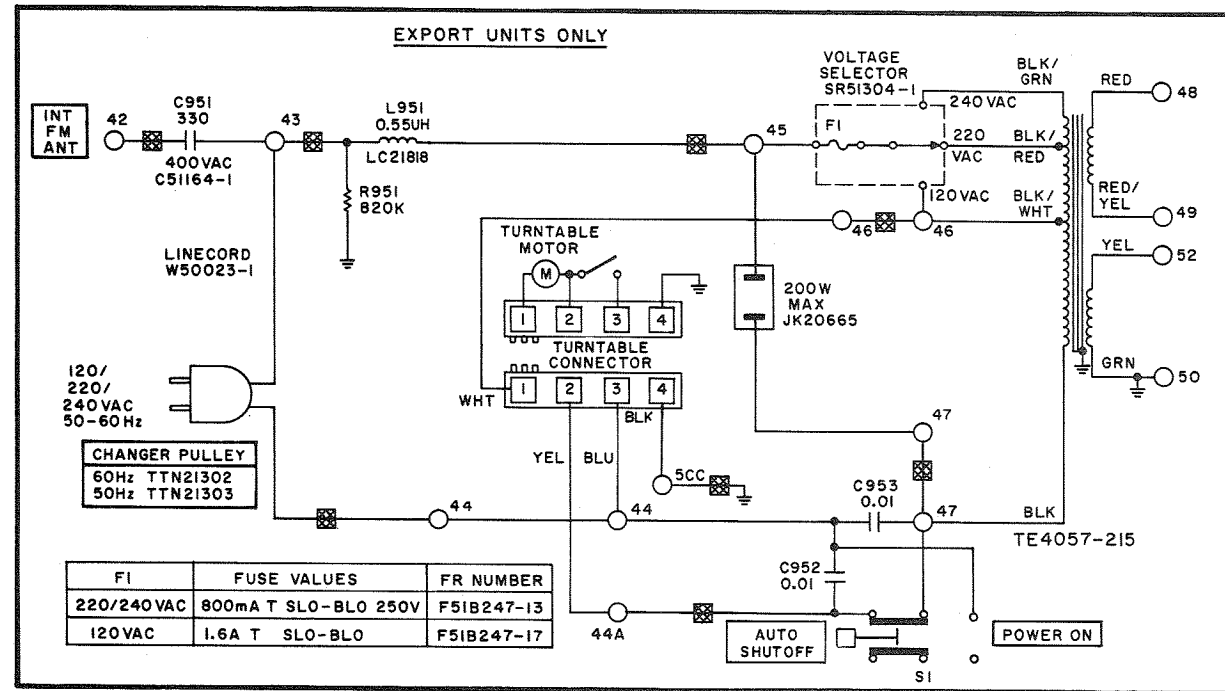 EXPORT UNITS ONLY
INT
FM
ANT
42
C951
330
400VAC
C51164-1
43
L951
0.55UH
LC21818
R951
820K
45
VOLTAGE
SELECTOR
SR51304-1
F1
240 VAC
220
VAC
120 VAC
BLK/
GRN
BLK/
RED
BLK/
WHT
RED
48
RED/
YEL
49
YEL
52
GRN
50
46
46
LINECORD
W50023-1
TURNTABLE
MOTOR
M
1 2 3 4
TURNTABLE
CONNECTOR
1 2 3 4
WHT
BLK
200W
MAX
JK20665
120/
220/
240VAC
50-60Hz
CHANGER PULLEY
60Hz TTN21302
50Hz TTN21303
YEL BLU
5CC
47
44
44
C953
0.01
47
BLK
TE4057-215
C952
0.01
44A
AUTO
SHUTOFF
S1
POWER ON
F1 FUSE VALUES FR NUMBER
220/240VAC 800mA T SLO-BLO 250V F51B247-13
120VAC 1.6A T SLO-BLO F51B247-17